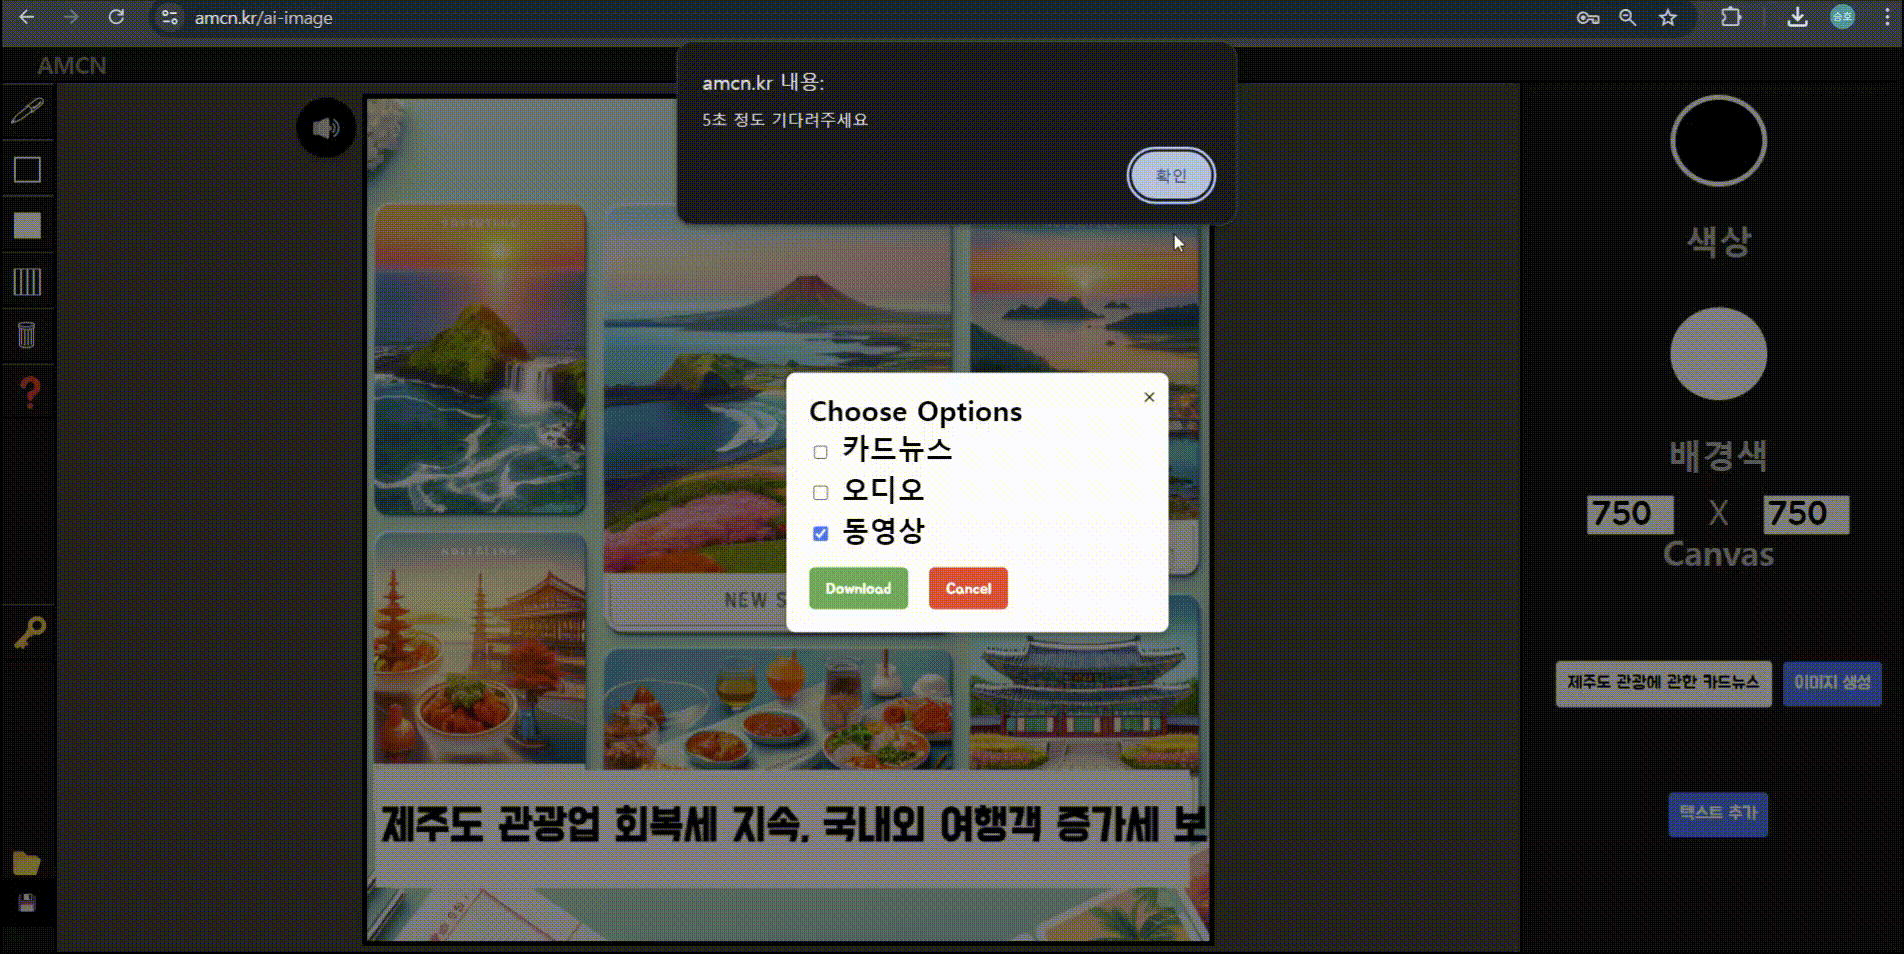 amcn.kr/ai-image
승호
AMCN
amcn.kr 내용:
5초 정도 기다려주세요
확인
색상
배경색
750 X 750
Canvas
Choose Options
카드뉴스
오디오
동영상
Download Cancel
NEW S
제주도 관광에 관한 카드뉴스 이미지 생성
텍스트 추가
제주도 관광업 회복세 지속, 국내외 여행객 증가세 보